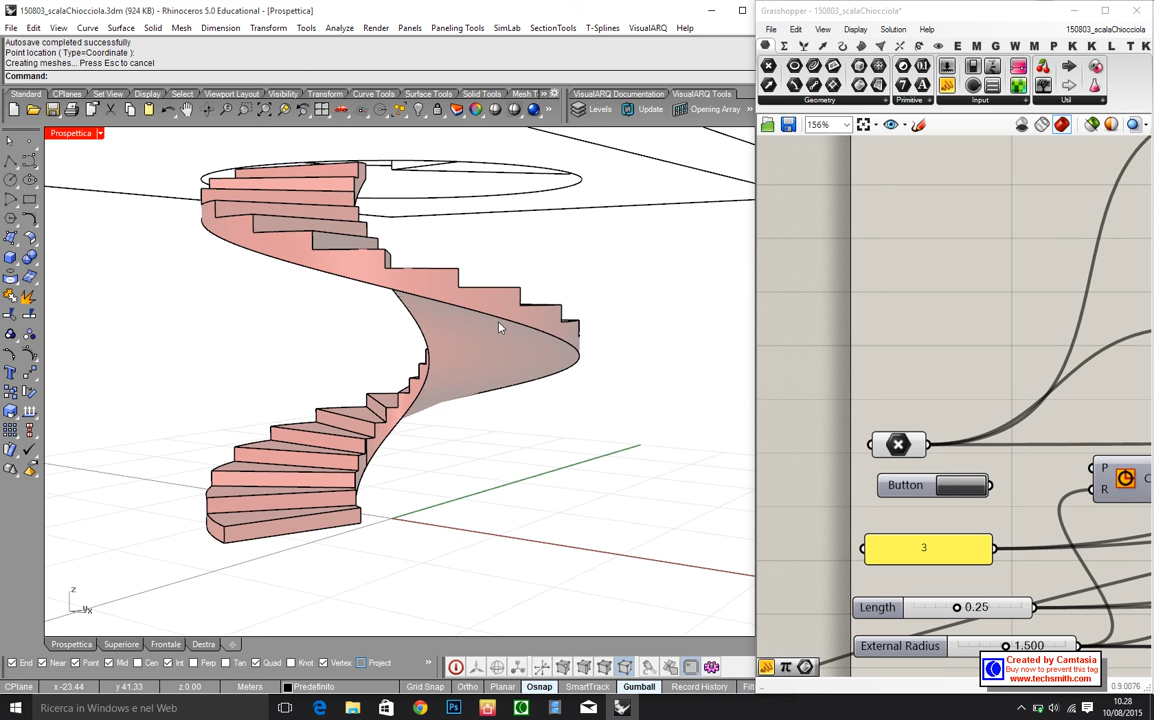 150803_scalaChiocciola.3dm (924 KB) - Rhinoceros 5.0 Educational - [Prospettica]
File Edit View Curve Surface Solid Mesh Dimension Transform Tools Analyze Render Panels Paneling Tools SimLab SectionTools T-Splines VisualARQ Help
Autosave completed successfully
Point location ( Type=Coordinate ):
Creating meshes... Press Esc to cancel
Command:
Standard CPlanes Set View Display Select Viewport Layout Visibility Transform Curve Tools Surface Tools Solid Tools Mesh T VisualARQ Documentation VisualARQ Tools
Levels Update Opening Array
Prospettica
z
x
Prospettica Superiore Frontale Destra
End Near Point Mid Cen Int Perp Tan Quad Knot Vertex Project
CPlane x -23.44 y 41.33 z 0.00 Meters Predefinito Grid Snap Ortho Planar Osnap SmartTrack Gumball Record History Filt
Grasshopper - 150803_scalaChiocciola*
File Edit View Display Solution Help 150803_scalaChiocciola
E M G W M P K K L T K
Geometry Primitive Input Util
156%
Button
P
R
C
3
Length 0.25
External Radius 1.500
Created by Camtasia
Buy now to prevent this tag
www.techsmith.com
0.9.0076
Ricerca in Windows e nel Web
10.28
10/08/2015